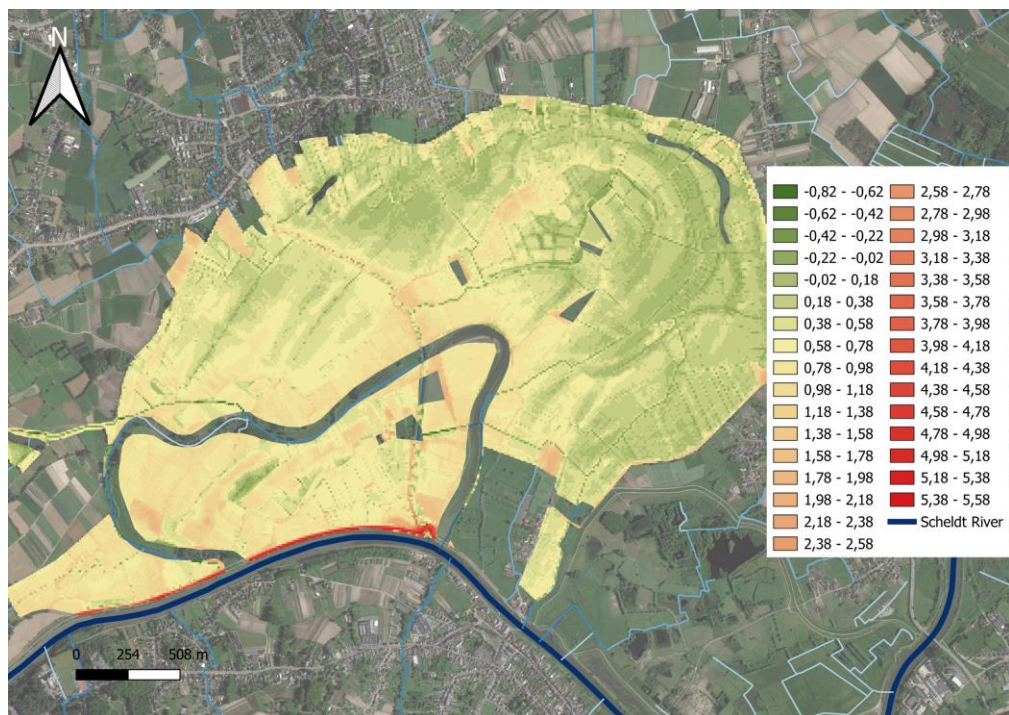 N
-0,82 - -0,62
-0,62 - -0,42
-0,42 - -0,22
-0,22 - -0,02
-0,02 - 0,18
0,18 - 0,38
0,38 - 0,58
0,58 - 0,78
0,78 - 0,98
0,98 - 1,18
1,18 - 1,38
1,38 - 1,58
1,58 - 1,78
1,78 - 1,98
1,98 - 2,18
2,18 - 2,38
2,38 - 2,58
2,58 - 2,78
2,78 - 2,98
2,98 - 3,18
3,18 - 3,38
3,38 - 3,58
3,58 - 3,78
3,78 - 3,98
3,98 - 4,18
4,18 - 4,38
4,38 - 4,58
4,58 - 4,78
4,78 - 4,98
4,98 - 5,18
5,18 - 5,38
5,38 - 5,58
Scheldt River
0 254 508 m